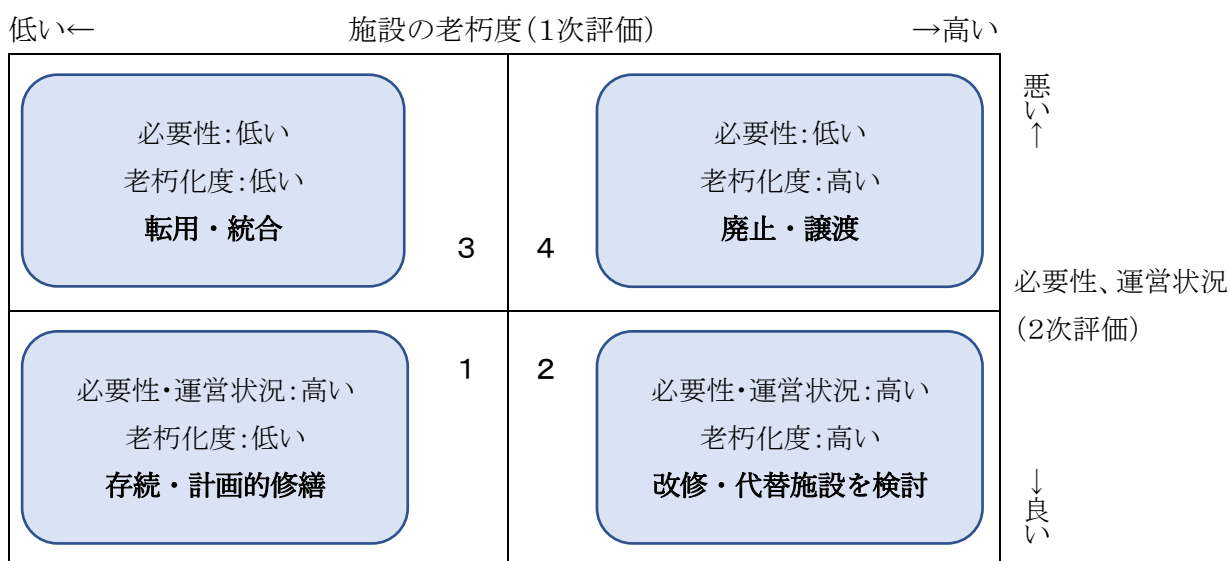 低い← 施設の老朽度(1次評価) →高い
必要性:低い
老朽化度:低い
転用・統合
3
4
必要性:低い
老朽化度:高い
廃止・譲渡
悪い↑
必要性、運営状況
(2次評価)
必要性・運営状況:高い
老朽化度:低い
存続・計画的修繕
1
2
必要性・運営状況:高い
老朽化度:高い
改修・代替施設を検討
↓良い